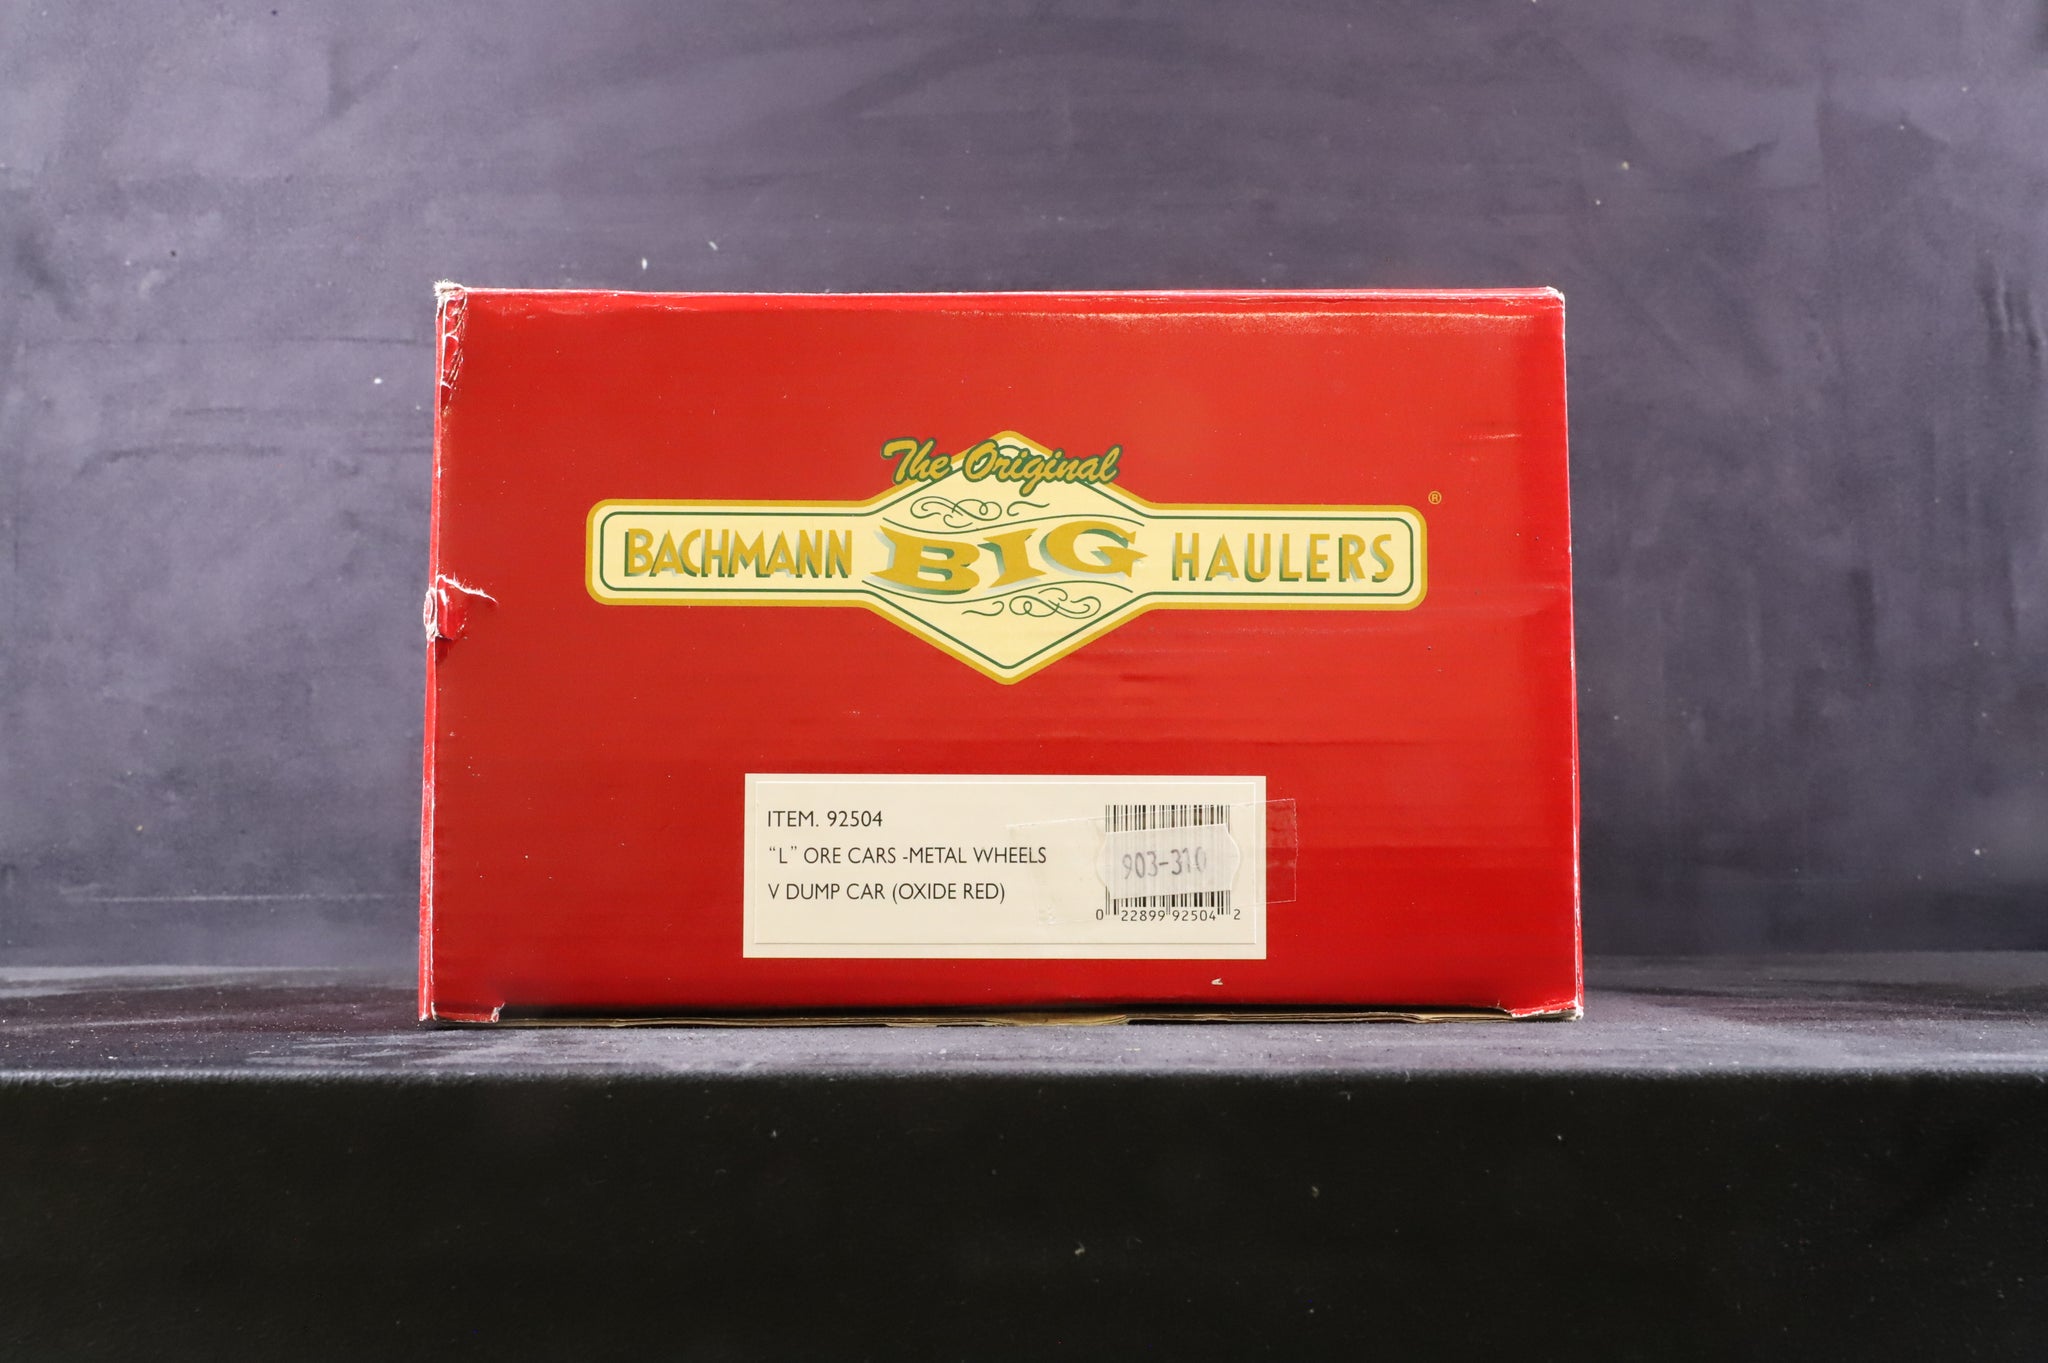 The Original
BACHMANN BIG HAULERS ®
ITEM. 92504
"L" ORE CARS -METAL WHEELS
V DUMP CAR (OXIDE RED)
903-310
0 22899 92504 2